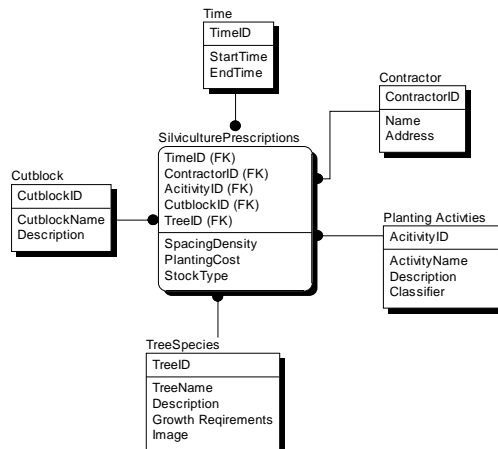 Time
TimeID
StartTime
EndTime
Contractor
ContractorID
Name
Address
SilviculturePrescriptions
TimeID (FK)
ContractorID (FK)
AcitivityID (FK)
CutblockID (FK)
TreeID (FK)
SpacingDensity
PlantingCost
StockType
Cutblock
CutblockID
CutblockName
Description
Planting Activties
AcitivityID
ActivityName
Description
Classifier
TreeSpecies
TreeID
TreeName
Description
Growth Reqirements
Image